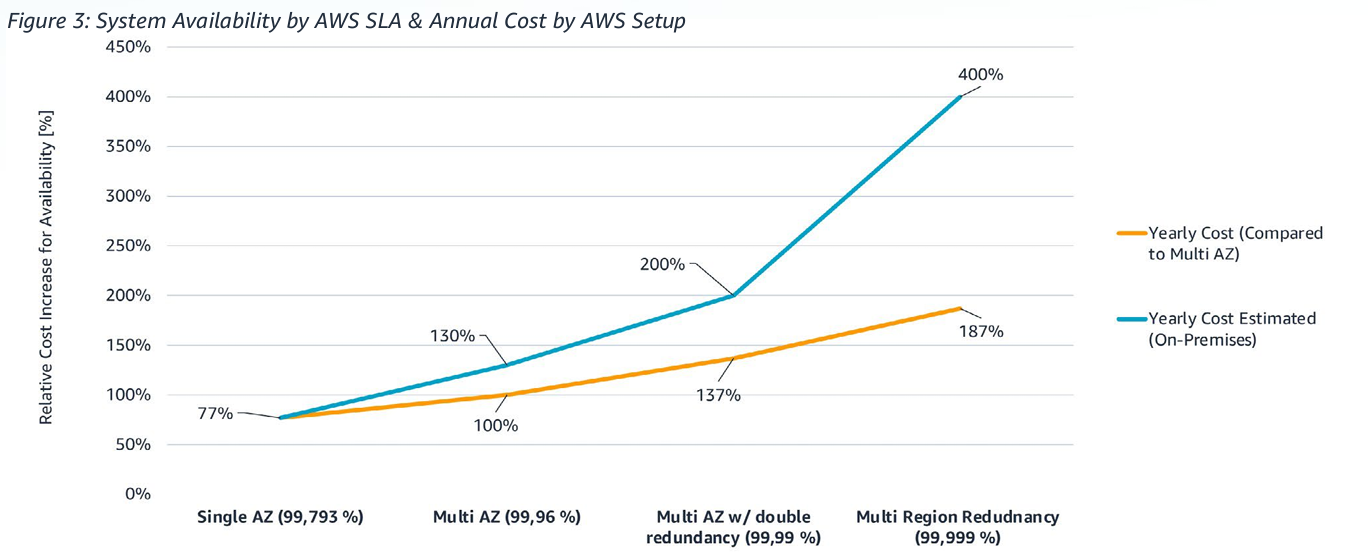 Figure 3: System Availability by AWS SLA & Annual Cost by AWS Setup
450%
400%
350%
300%
250%
200%
150%
100%
50%
0%
Relative Cost Increase for Availability [%]
77%
130%
100%
200%
137%
400%
187%
Single AZ (99,793 %)
Multi AZ (99,96 %)
Multi AZ w/ double
redundancy (99,99 %)
Multi Region Redudnancy
(99,999 %)
Yearly Cost (Compared
to Multi AZ)
Yearly Cost Estimated
(On-Premises)